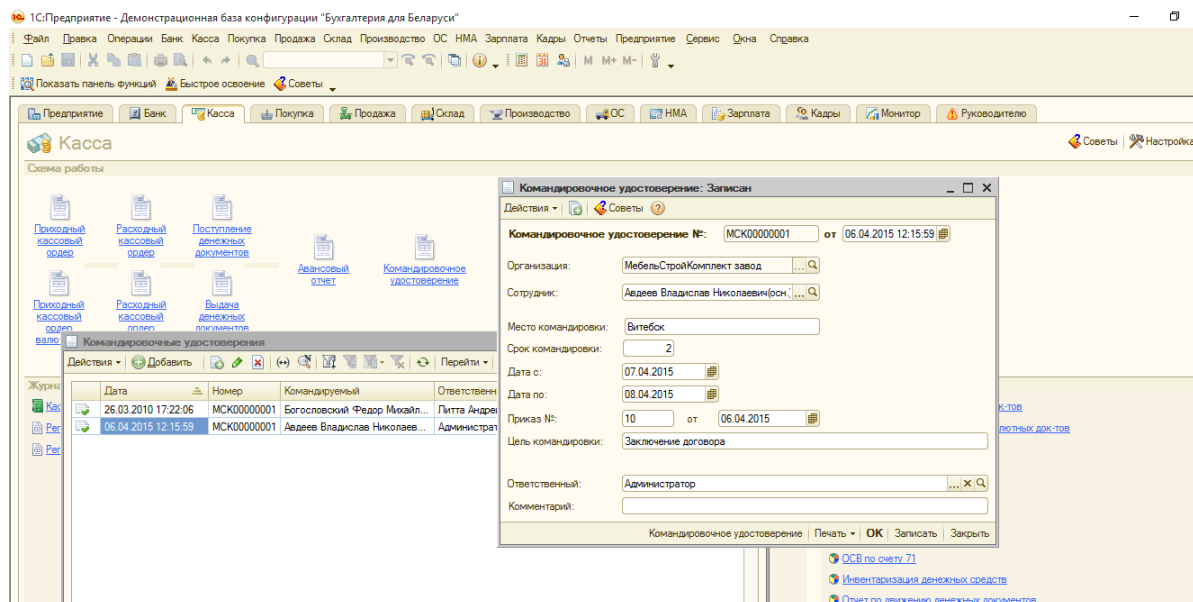 1С:Предприятие - Демонстрационная база конфигурации "Бухгалтерия для Беларуси"
Файл Правка Операции Банк Касса Покупка Продажа Склад Производство ОС НМА Зарплата Кадры Отчеты Предприятие Сервис Окна Справка
M M+ M-
Показать панель функций Быстрое освоение Советы
Предприятие Банк Касса Покупка Продажа Склад Производство ОС НМА Зарплата Кадры Монитор Руководителю
Касса
Советы Настройка
Схема работы
Приходный кассовый ордер
Расходный кассовый ордер
Поступление денежных документов
Авансовый отчет
Командировочное удостоверение
Приходный кассовый ордер
Расходный кассовый ордер
Выдача денежных документов
Командировочные удостоверения
Действия Добавить Перейти
Дата Номер Командируемый Ответственн
26.03.2010 17:22:06 МСК00000001 Богословский Федор Михайл... Питта Андре
06.04.2015 12:15:59 МСК00000001 Авдеев Владислав Николаев... Администрат
Командировочное удостоверение: Записан
Действия Советы
Командировочное удостоверение №: МСК00000001 от 06.04.2015 12:15:59
Организация: МебельСтройКомплект завод
Сотрудник: Авдеев Владислав Николаевич(осн.)
Место командировки: Витебск
Срок командировки: 2
Дата с: 07.04.2015
Дата по: 08.04.2015
Приказ №: 10 от 06.04.2015
Цель командировки: Заключение договора
Ответственный: Администратор
Комментарий:
Командировочное удостоверение Печать OK Записать Закрыть
ОСВ по счету 71
Инвентаризация денежных средств
Отчет по движению денежных документов